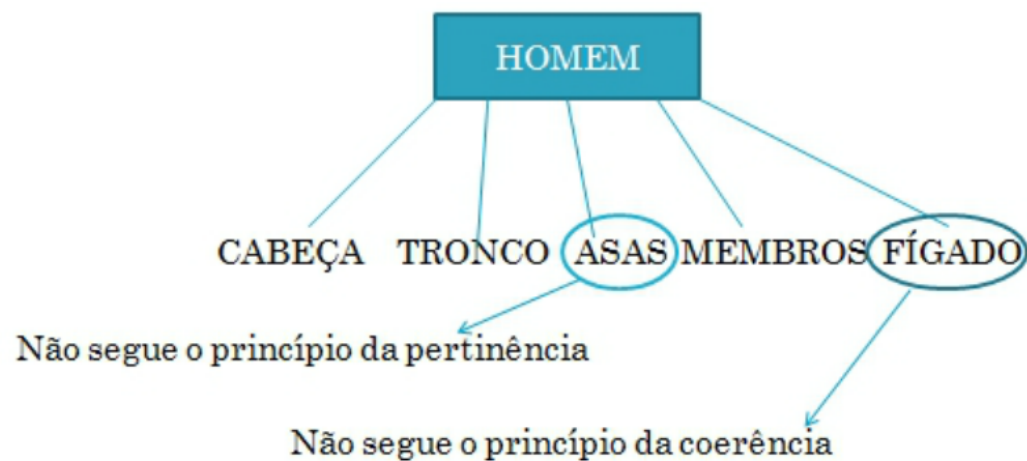 HOMEM
CABEÇA TRONCO ASAS MEMBROS FÍGADO
Não segue o princípio da pertinência
Não segue o princípio da coerência